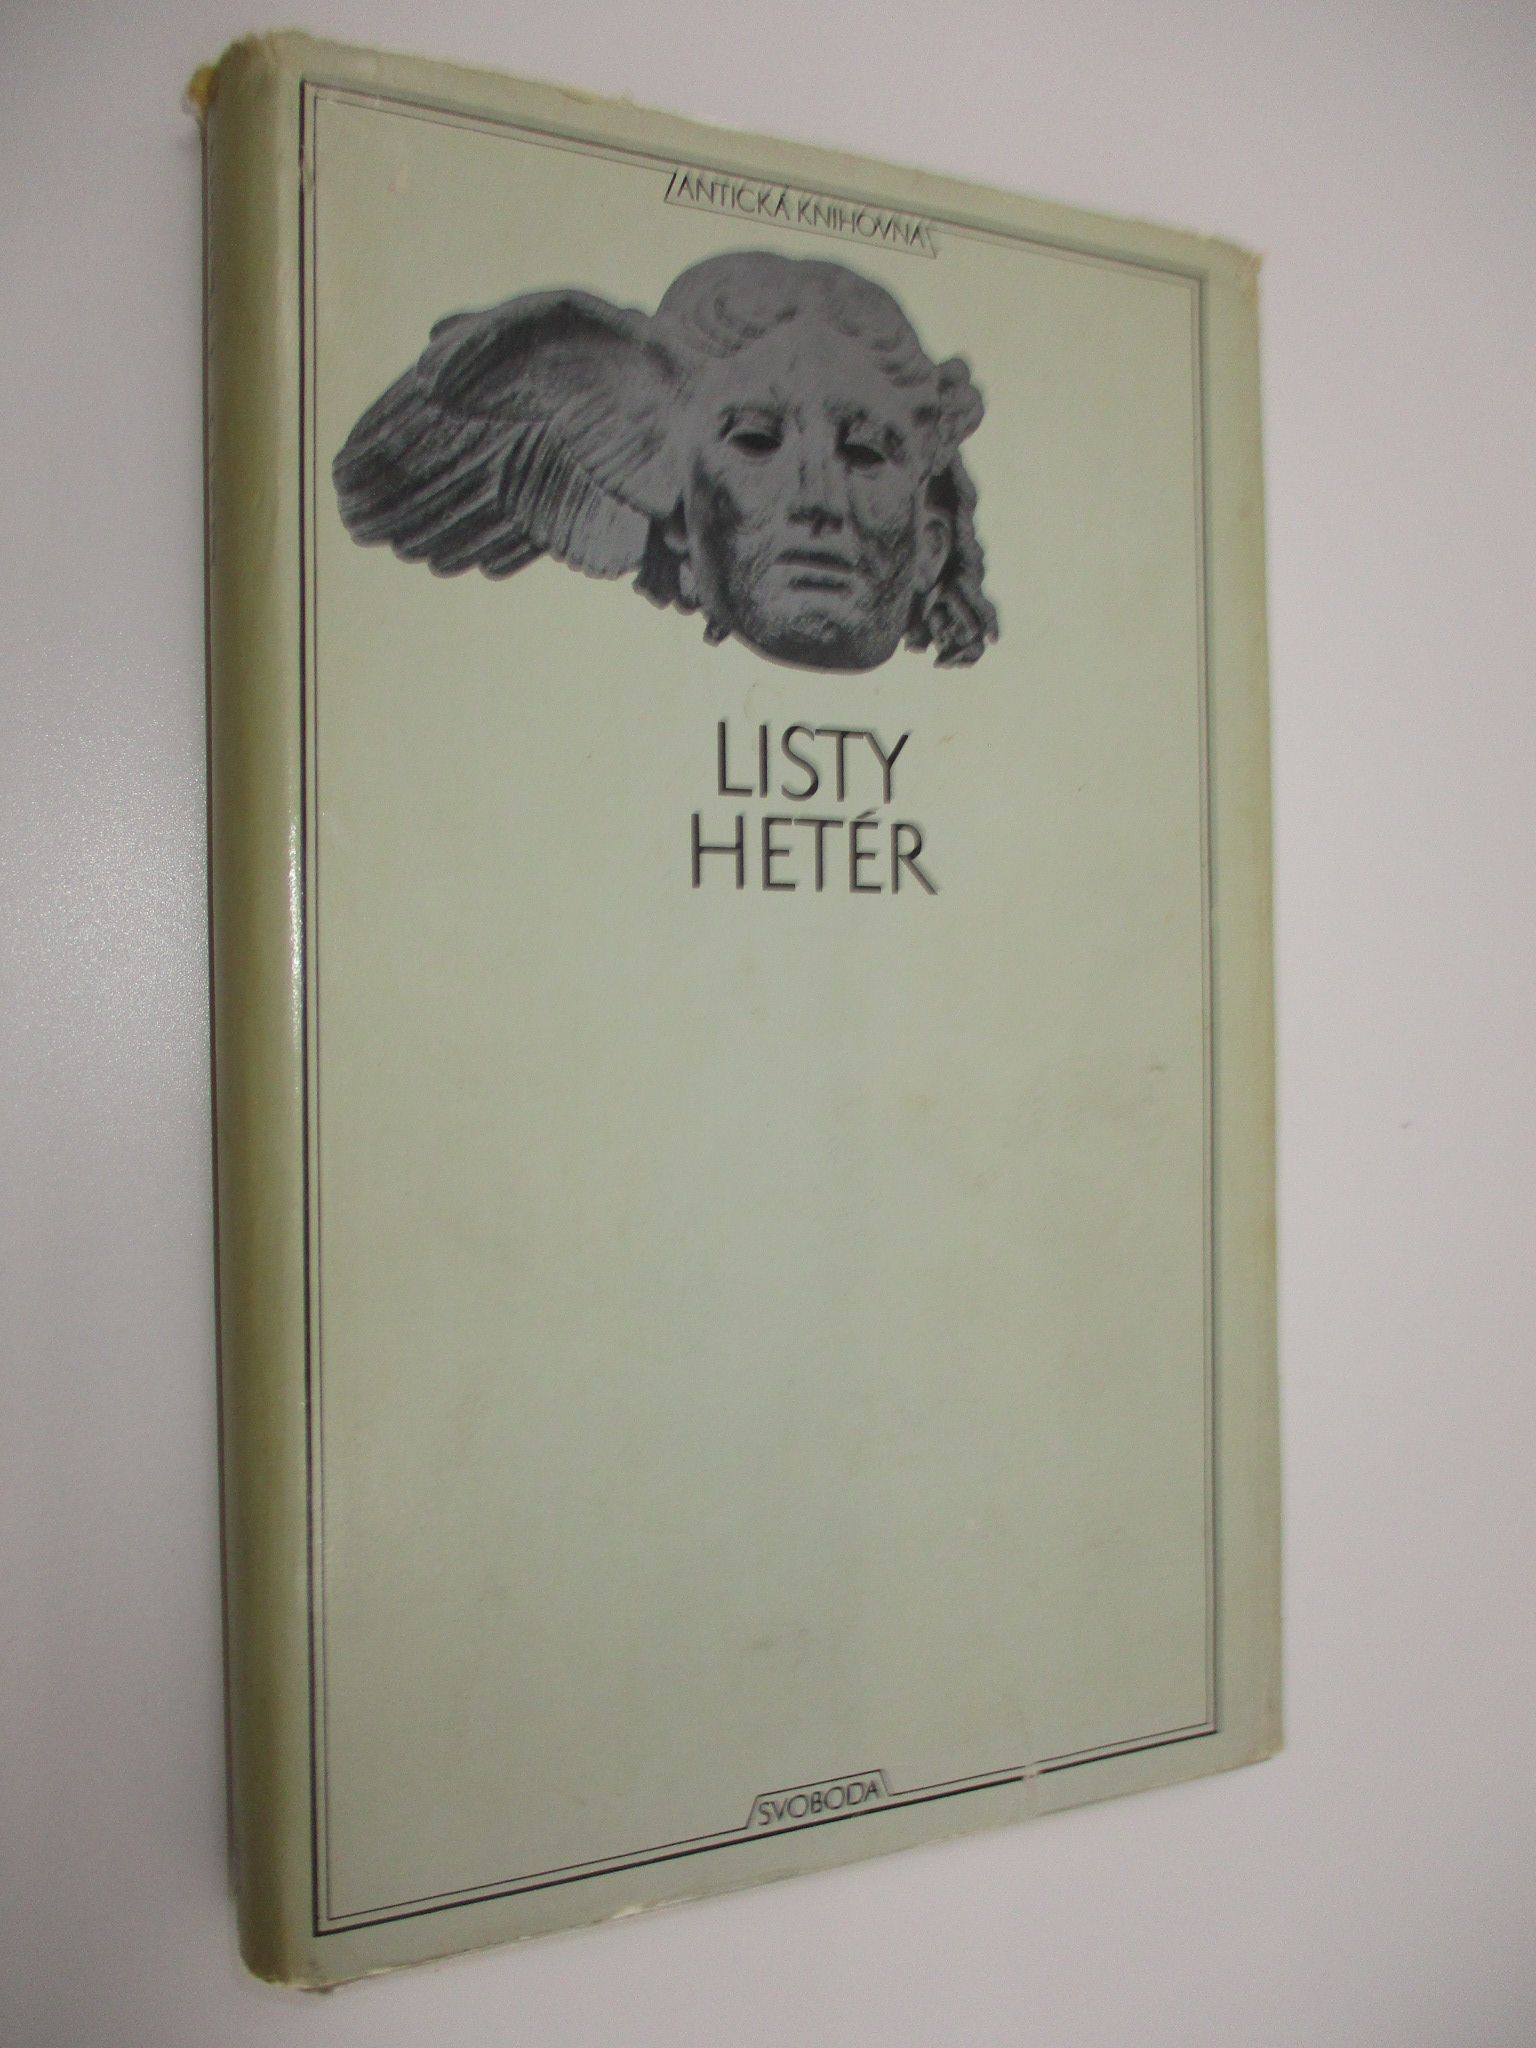 ANTICKÁ KNIHOVNA
LISTY
HETÉR
SVOBODA